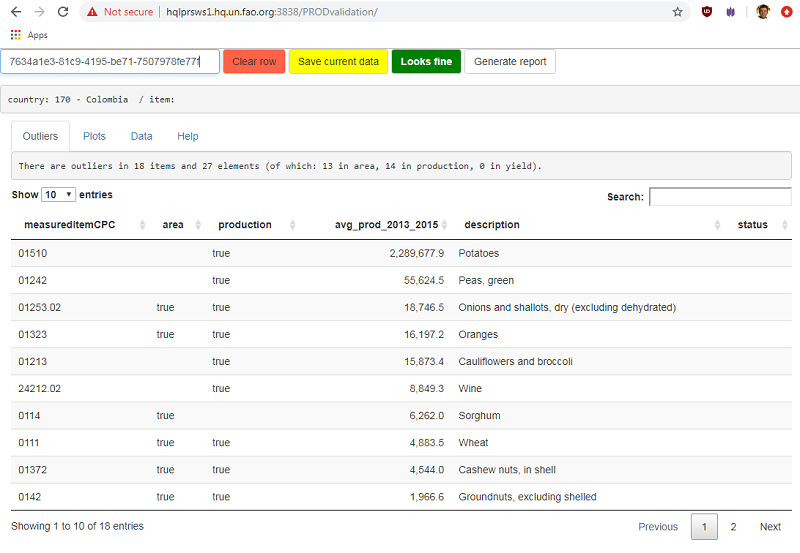 Not secure | hqlprsws1.hq.un.fao.org:3838/PRODvalidation/
Apps
7634a1e3-81c9-4195-be71-7507978fe77f Clear row Save current data Looks fine Generate report
country: 170 - Colombia / item:
Outliers Plots Data Help
There are outliers in 18 items and 27 elements (of which: 13 in area, 14 in production, 0 in yield).
Show 10 entries Search:
measuredItemCPC area production avg_prod_2013_2015 description status
01510 true 2,289,677.9 Potatoes
01242 true 55,624.5 Peas, green
01253.02 true true 18,746.5 Onions and shallots, dry (excluding dehydrated)
01323 true true 16,197.2 Oranges
01213 true 15,873.4 Cauliflowers and broccoli
24212.02 true 8,849.3 Wine
0114 true 6,262.0 Sorghum
0111 true true 4,883.5 Wheat
01372 true true 4,544.0 Cashew nuts, in shell
0142 true true 1,966.6 Groundnuts, excluding shelled
Showing 1 to 10 of 18 entries Previous 1 2 Next